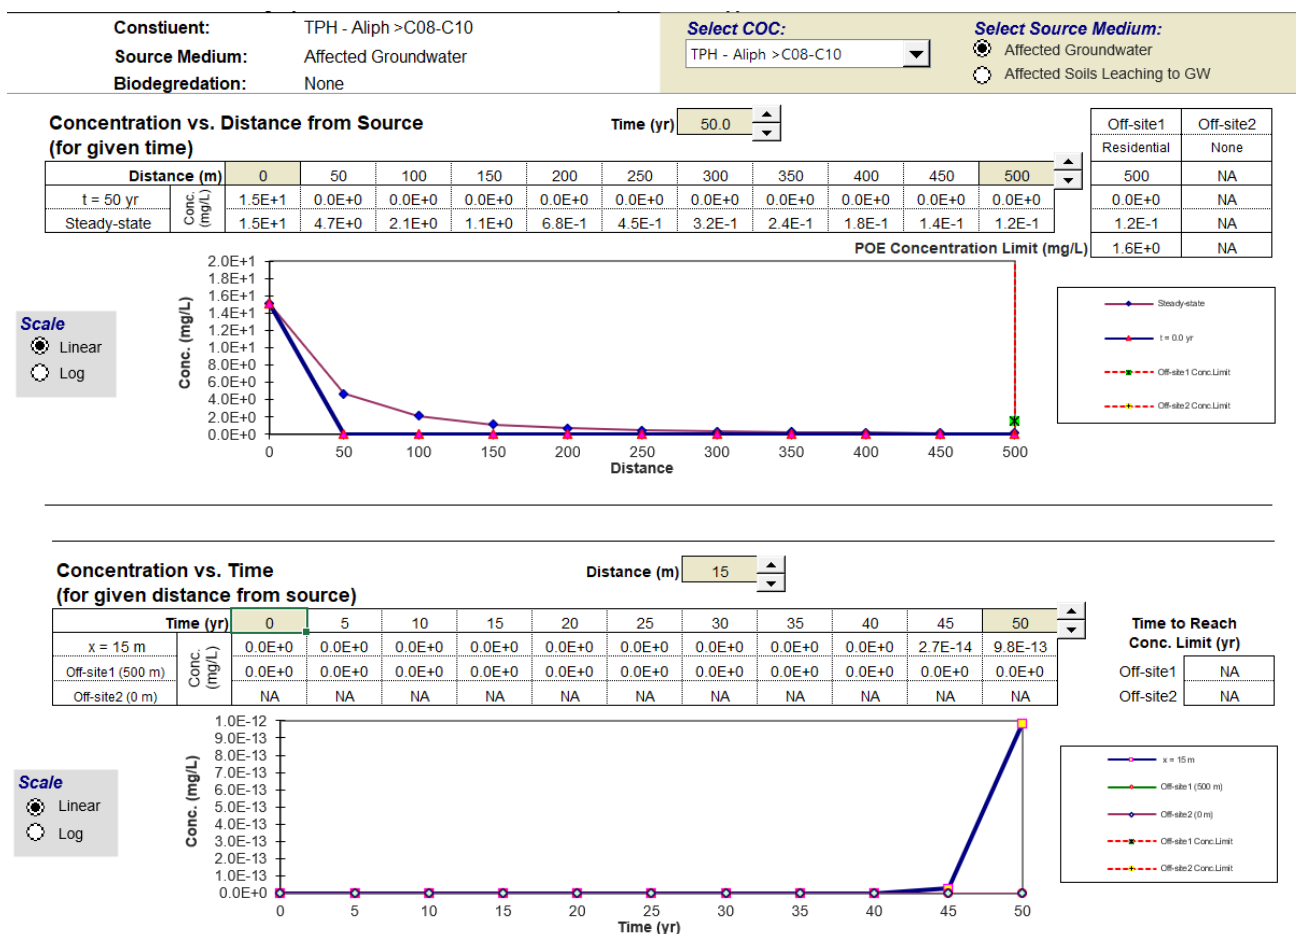 Constiuent: TPH - Aliph >C08-C10
Source Medium: Affected Groundwater
Biodegredation: None
Select COC:
TPH - Aliph >C08-C10
Select Source Medium:
Affected Groundwater
Affected Soils Leaching to GW
Concentration vs. Distance from Source
(for given time)
Time (yr) 50.0
Off-site1 Off-site2
Residential None
Distance (m) 0 50 100 150 200 250 300 350 400 450 500 500 NA
Conc. (mg/L)
t = 50 yr 1.5E+1 0.0E+0 0.0E+0 0.0E+0 0.0E+0 0.0E+0 0.0E+0 0.0E+0 0.0E+0 0.0E+0 0.0E+0 0.0E+0 NA
Steady-state 1.5E+1 4.7E+0 2.1E+0 1.1E+0 6.8E-1 4.5E-1 3.2E-1 2.4E-1 1.8E-1 1.4E-1 1.2E-1 1.2E-1 NA
POE Concentration Limit (mg/L) 1.6E+0 NA
Scale
Linear
Log
Conc. (mg/L)
2.0E+1
1.8E+1
1.6E+1
1.4E+1
1.2E+1
1.0E+1
8.0E+0
6.0E+0
4.0E+0
2.0E+0
0.0E+0
0 50 100 150 200 250 300 350 400 450 500
Distance
Steady-state
t = 0.0 yr
Off-site1 Conc.Limit
Off-site2 Conc.Limit
Concentration vs. Time
(for given distance from source)
Distance (m) 15
Time (yr) 0 5 10 15 20 25 30 35 40 45 50
Conc. (mg/L)
x = 15 m 0.0E+0 0.0E+0 0.0E+0 0.0E+0 0.0E+0 0.0E+0 0.0E+0 0.0E+0 0.0E+0 2.7E-14 9.8E-13
Off-site1 (500 m) 0.0E+0 0.0E+0 0.0E+0 0.0E+0 0.0E+0 0.0E+0 0.0E+0 0.0E+0 0.0E+0 0.0E+0 0.0E+0
Off-site2 (0 m) NA NA NA NA NA NA NA NA NA NA NA
Time to Reach
Conc. Limit (yr)
Off-site1 NA
Off-site2 NA
Scale
Linear
Log
Conc. (mg/L)
1.0E-12
9.0E-13
8.0E-13
7.0E-13
6.0E-13
5.0E-13
4.0E-13
3.0E-13
2.0E-13
1.0E-13
0.0E+0
0 5 10 15 20 25 30 35 40 45 50
Time (yr)
x = 15 m
Off-site1 (500 m)
Off-site2 (0 m)
Off-site1 Conc.Limit
Off-site2 Conc.Limit